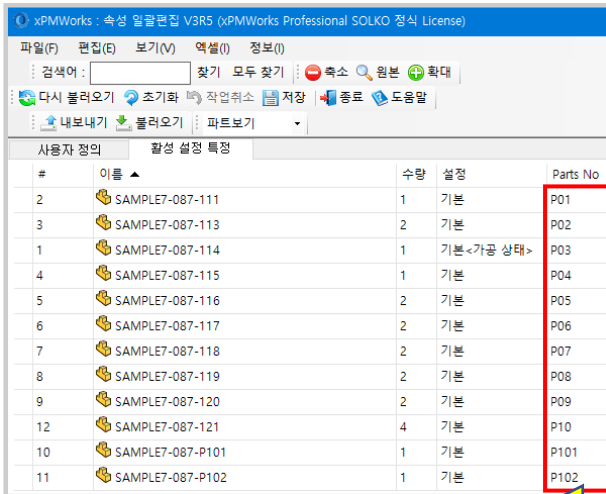 xPMWorks : 속성 일괄편집 V3R5 (xPMWorks Professional SOLKO 정식 License)
파일(F) 편집(E) 보기(V) 엑셀(I) 정보(I)
검색어 : 찾기 모두 찾기 축소 원본 확대
다시 불러오기 초기화 작업취소 저장 종료 도움말
내보내기 불러오기 파트보기
사용자 정의 활성 설정 특정
# 이름 수량 설정 Parts No
2 SAMPLE7-087-111 1 기본 P01
3 SAMPLE7-087-113 2 기본 P02
1 SAMPLE7-087-114 1 기본<가공 상태> P03
4 SAMPLE7-087-115 1 기본 P04
5 SAMPLE7-087-116 2 기본 P05
6 SAMPLE7-087-117 2 기본 P06
7 SAMPLE7-087-118 2 기본 P07
8 SAMPLE7-087-119 2 기본 P08
9 SAMPLE7-087-120 2 기본 P09
12 SAMPLE7-087-121 4 기본 P10
10 SAMPLE7-087-P101 1 기본 P101
11 SAMPLE7-087-P102 1 기본 P102